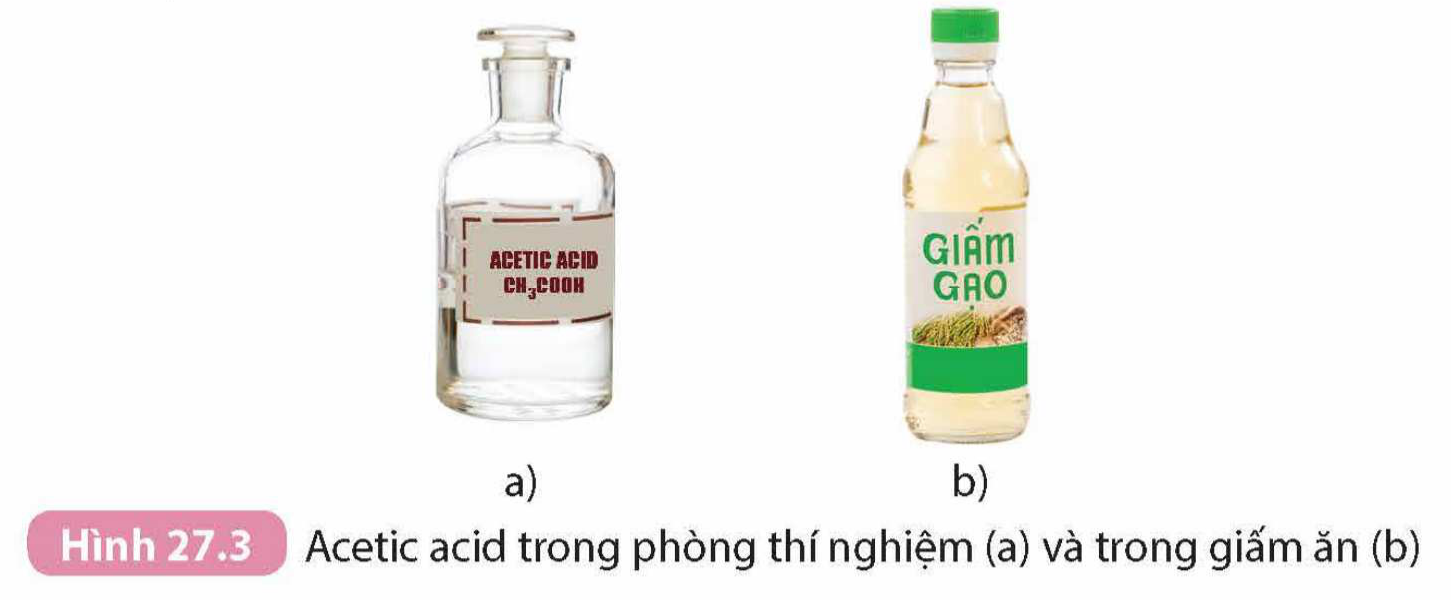 ACETIC ACID
CH₃COOH
GIẤM
GẠO
a)
b)
Hình 27.3 Acetic acid trong phòng thí nghiệm (a) và trong giấm ăn (b)